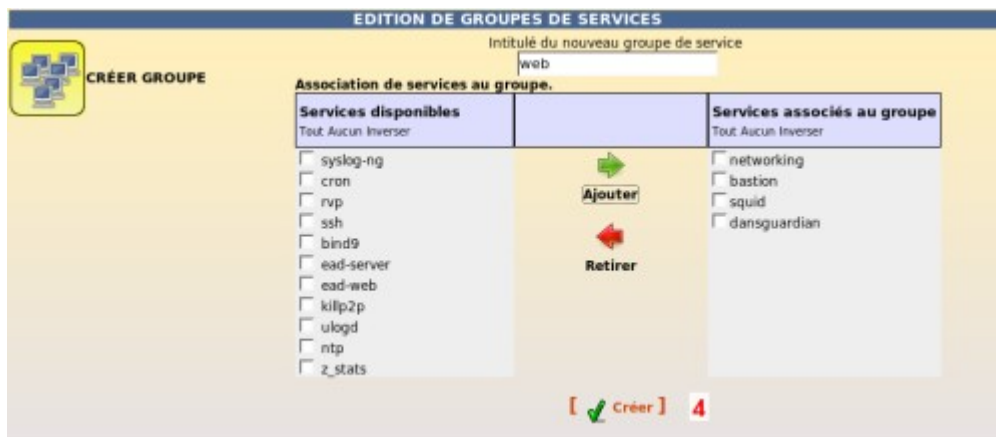 EDITION DE GROUPES DE SERVICES
Intitulé du nouveau groupe de service
web
CRÉER GROUPE
Association de services au groupe.
Services disponibles
Tout Aucun Inverser
Services associés au groupe
Tout Aucun Inverser
syslog-ng
cron
rvp
ssh
bind9
ead-server
ead-web
killp2p
ulogd
ntp
z_stats
Ajouter
Retirer
networking
bastion
squid
dansguardian
[ Créer ] 4